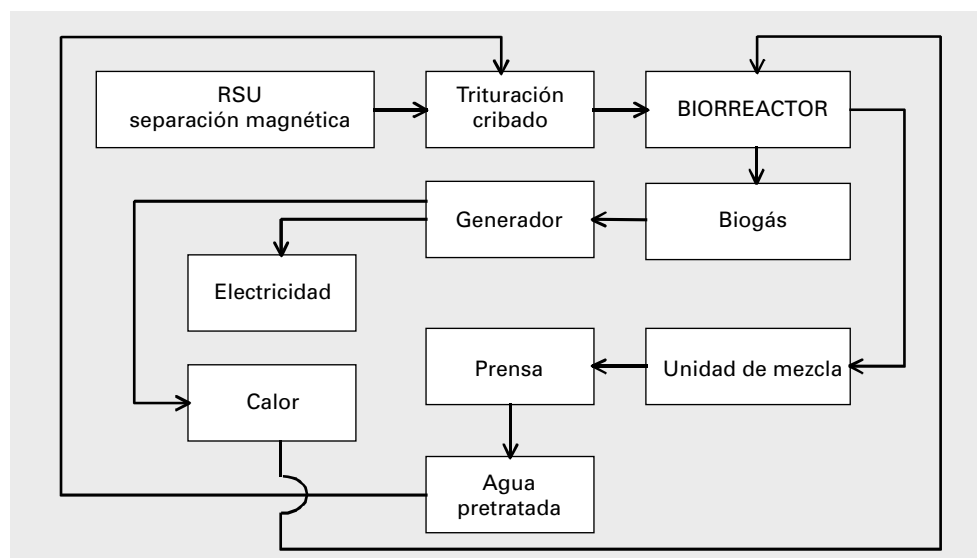 RSU
separación magnética
Trituración
cribado
BIORREACTOR
Generador
Biogás
Electricidad
Prensa
Unidad de mezcla
Calor
Agua
pretratada